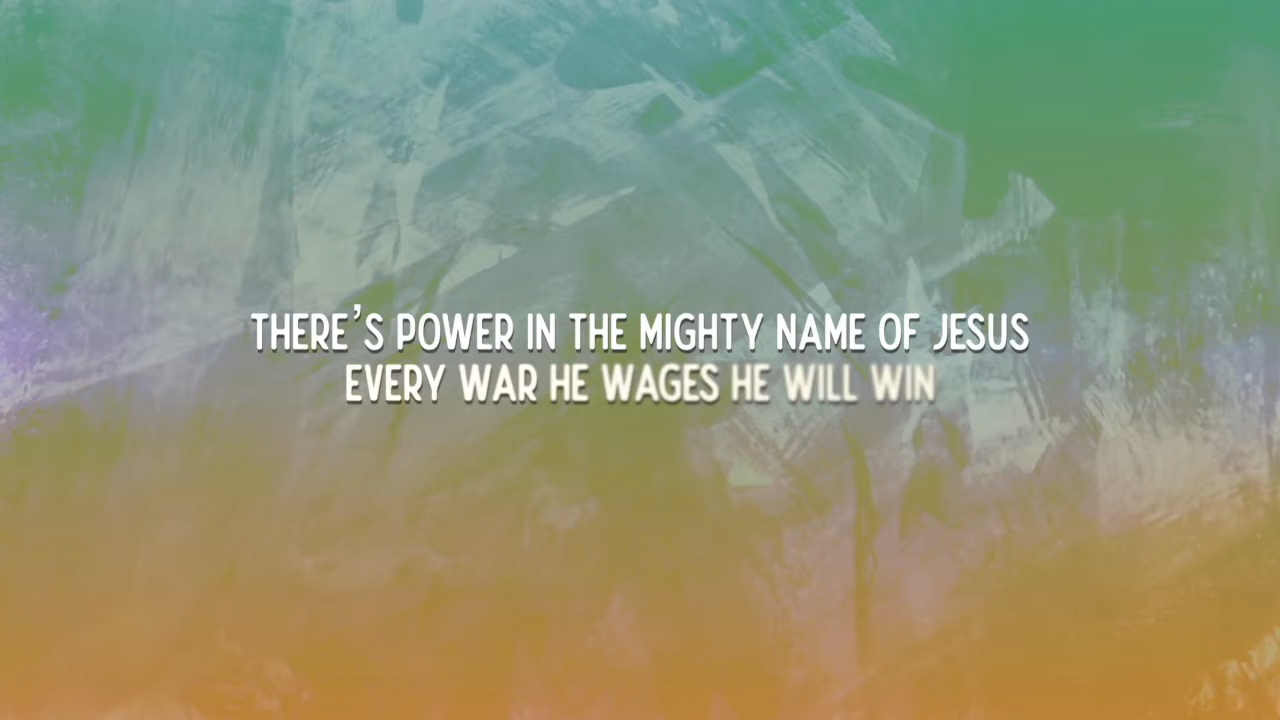 THERE'S POWER IN THE MIGHTY NAME OF JESUS
EVERY WAR HE WAGES HE WILL WIN